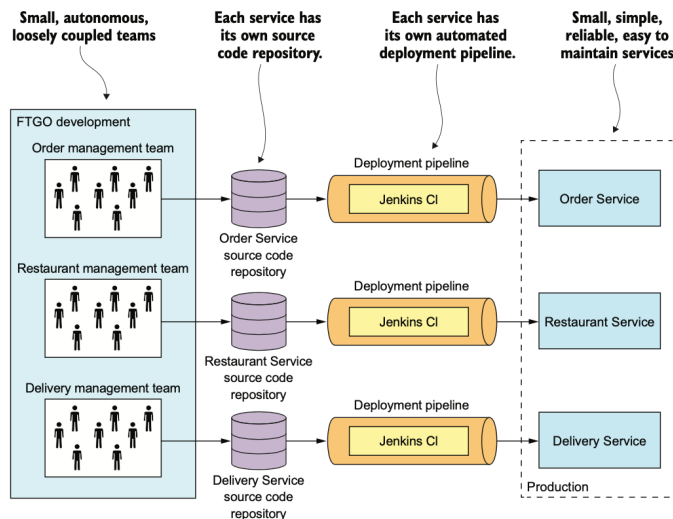 Small, autonomous,
loosely coupled teams
Each service has
its own source
code repository.
Each service has
its own automated
deployment pipeline.
Small, simple,
reliable, easy to
maintain services
FTGO development
Order management team
Deployment pipeline
Jenkins CI
Order Service
Order Service
source code
repository
Restaurant management team
Deployment pipeline
Jenkins CI
Restaurant Service
Restaurant Service
source code
repository
Delivery management team
Deployment pipeline
Jenkins CI
Delivery Service
Delivery Service
source code
repository
Production